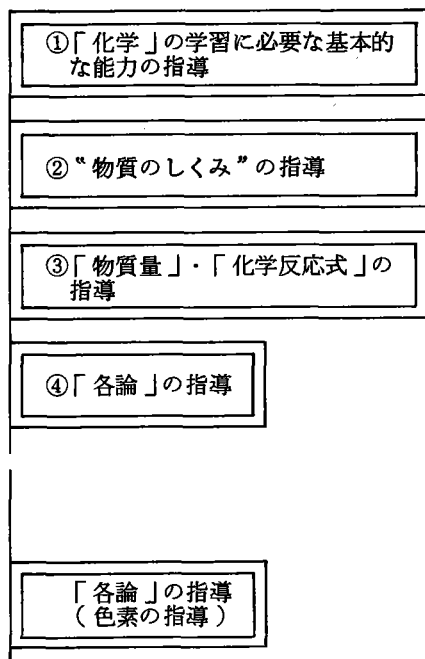 ①「化学」の学習に必要な基本的
な能力の指導
②〝物質のしくみ〟の指導
③「物質量」・「化学反応式」の
指導
④「各論」の指導
「各論」の指導
(色素の指導)